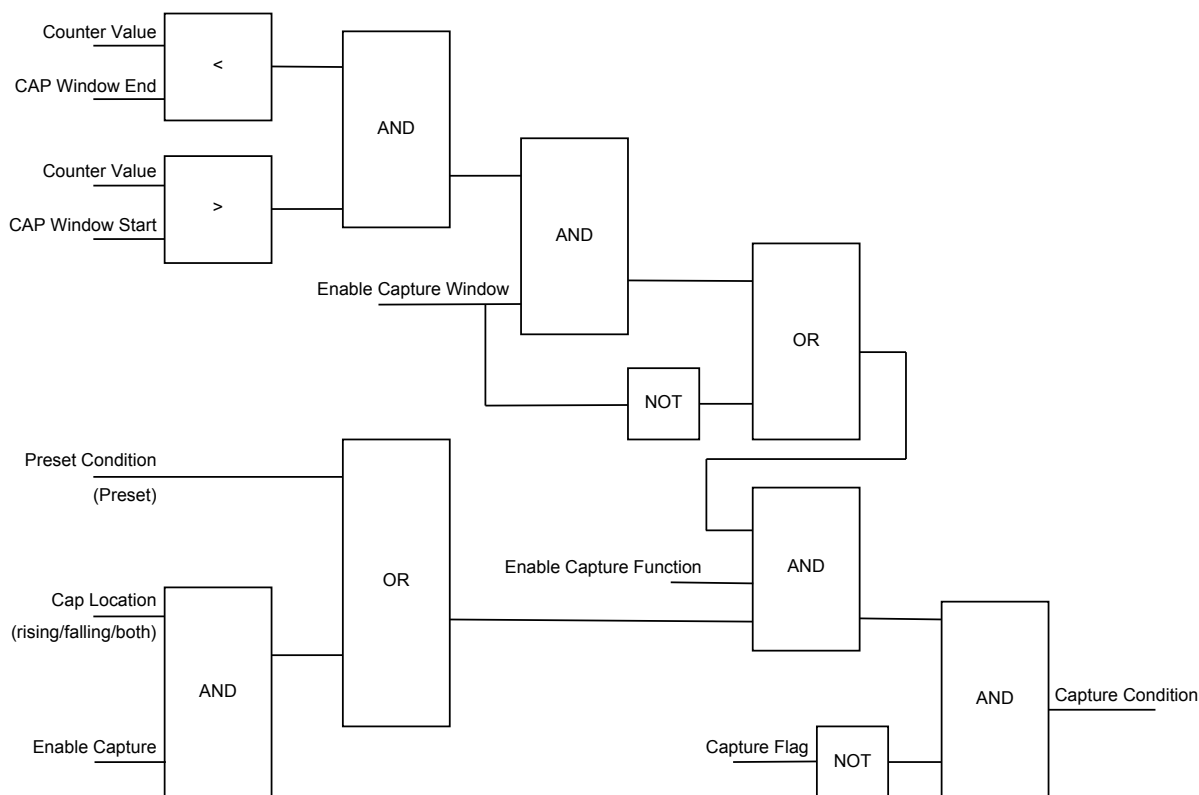 Counter Value
<
CAP Window End
AND
Counter Value
>
CAP Window Start
AND
Enable Capture Window
OR
NOT
Preset Condition
(Preset)
OR
Enable Capture Function
AND
Cap Location
(rising/falling/both)
AND
Enable Capture
AND
Capture Condition
Capture Flag
NOT